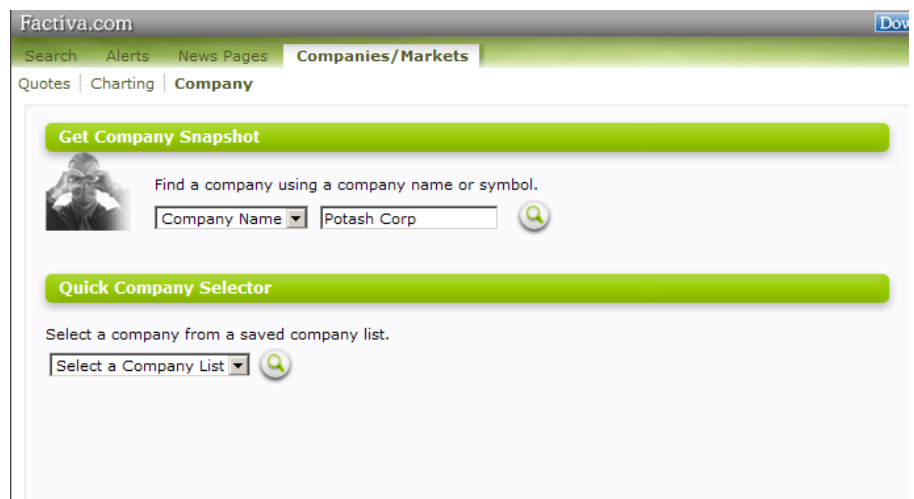 Factiva.com
Search Alerts News Pages Companies/Markets
Quotes Charting Company
Get Company Snapshot
Find a company using a company name or symbol.
Company Name Potash Corp
Quick Company Selector
Select a company from a saved company list.
Select a Company List